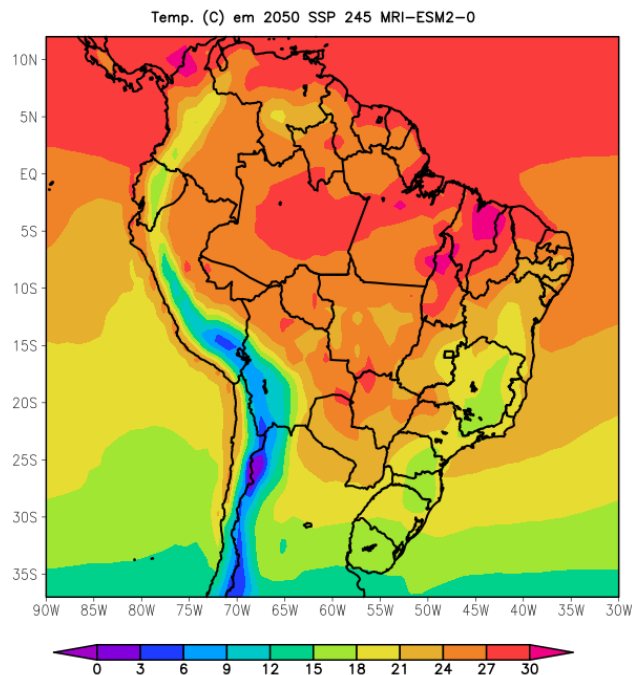 Temp. (C) em 2050 SSP 245 MRI-ESM2-0
10N
5N
EQ
5S
10S
15S
20S
25S
30S
35S
90W 85W 80W 75W 70W 65W 60W 55W 50W 45W 40W 35W 30W
0 3 6 9 12 15 18 21 24 27 30